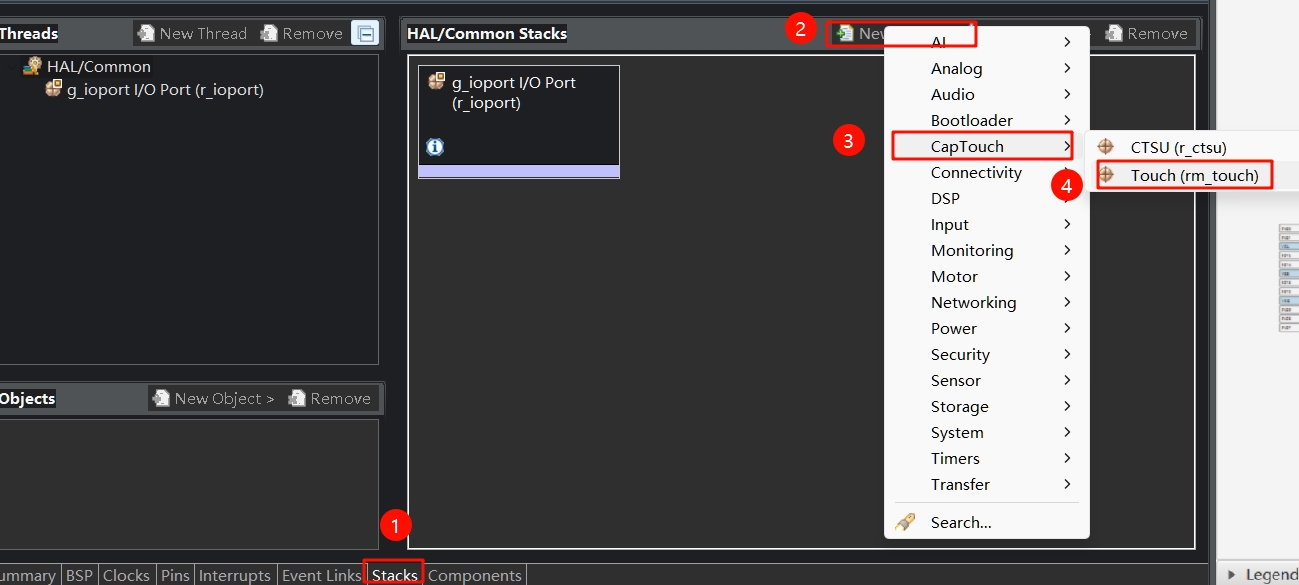 Threads
New Thread
Remove
HAL/Common
g_ioport I/O Port (r_ioport)
Objects
New Object >
Remove
HAL/Common Stacks
2
New
Remove
g_ioport I/O Port
(r_ioport)
3
AI
Analog
Audio
Bootloader
CapTouch
Connectivity
DSP
Input
Monitoring
Motor
Networking
Power
Security
Sensor
Storage
System
Timers
Transfer
Search...
4
CTSU (r_ctsu)
Touch (rm_touch)
1
ummary
BSP
Clocks
Pins
Interrupts
Event Links
Stacks
Components
Legend